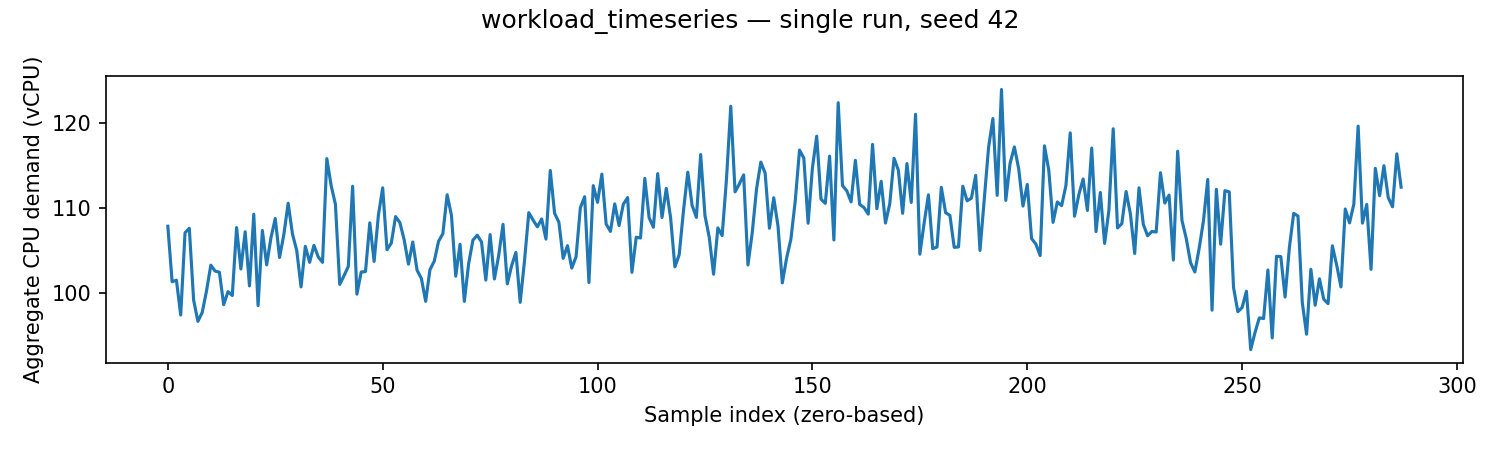 workload_timeseries — single run, seed 42
Aggregate CPU demand (vCPU)
120
110
100
0 50 100 150 200 250 300
Sample index (zero-based)